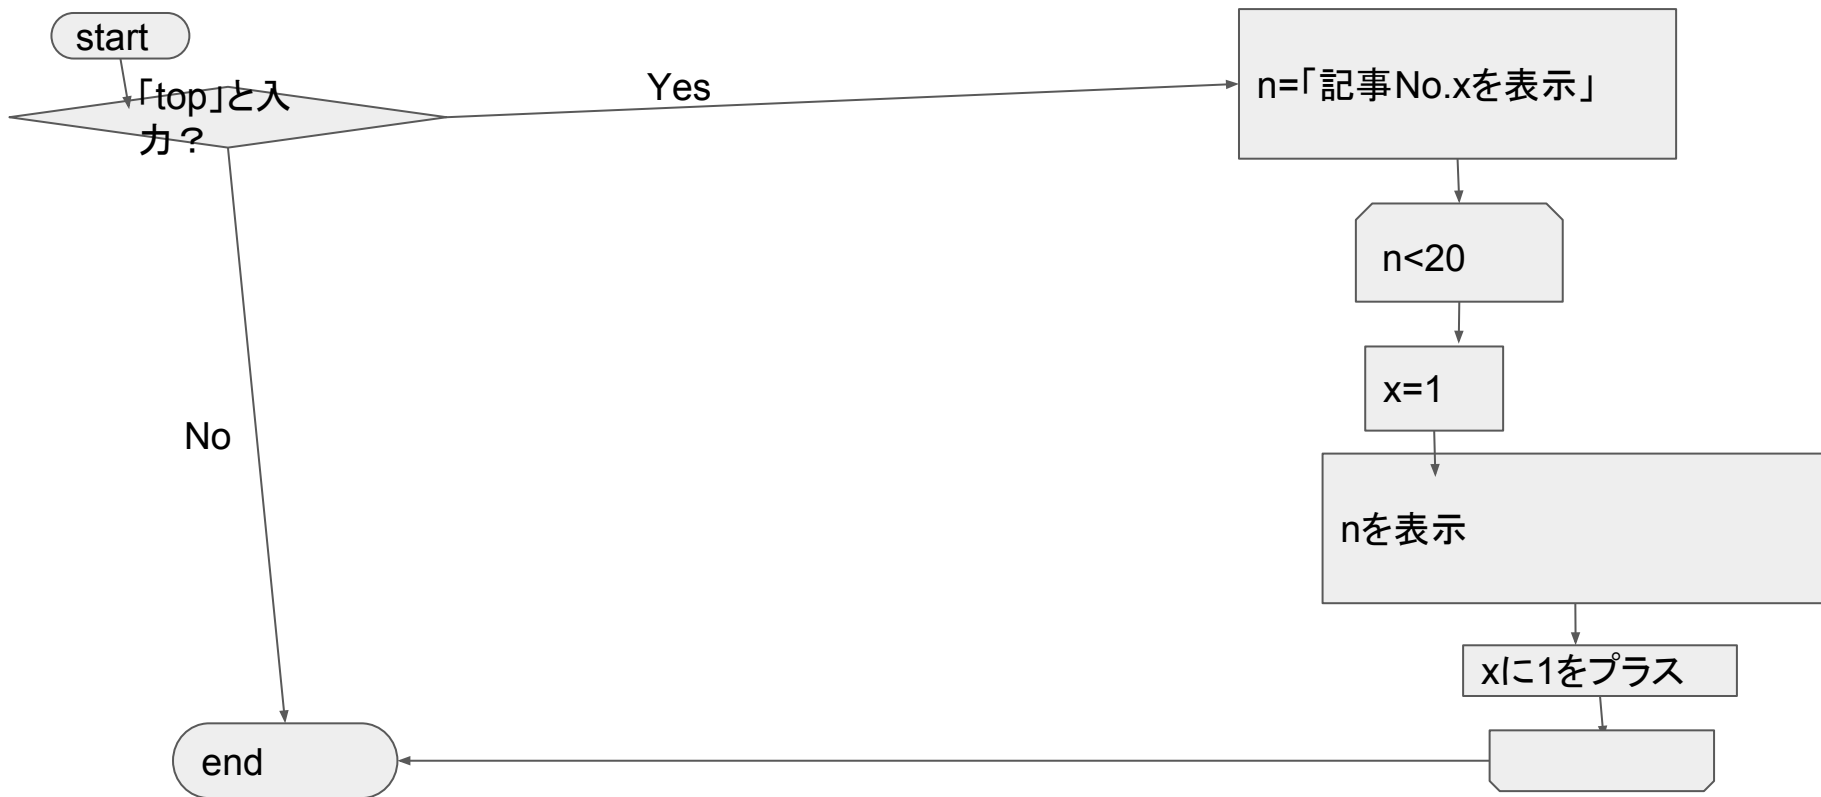 start
「top」と入
力？
Yes
n=「記事No.xを表示」
n<20
x=1
No
nを表示
xに1をプラス
end